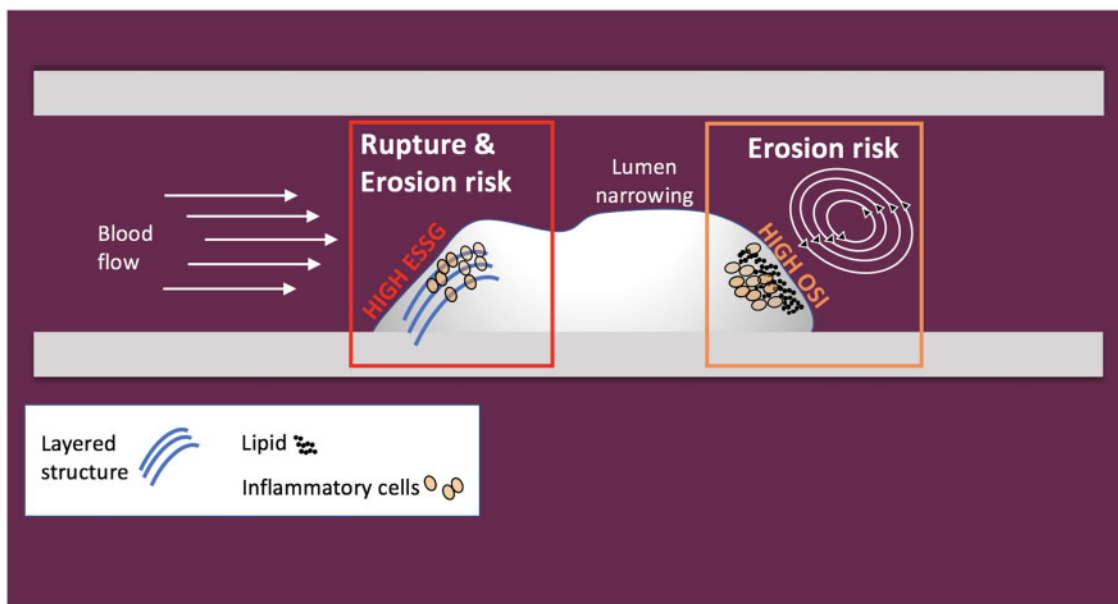 Rupture &
Erosion risk
Erosion risk
Lumen
narrowing
Blood
flow
HIGH ESSG
HIGH OSI
Layered
structure
Lipid
Inflammatory cells